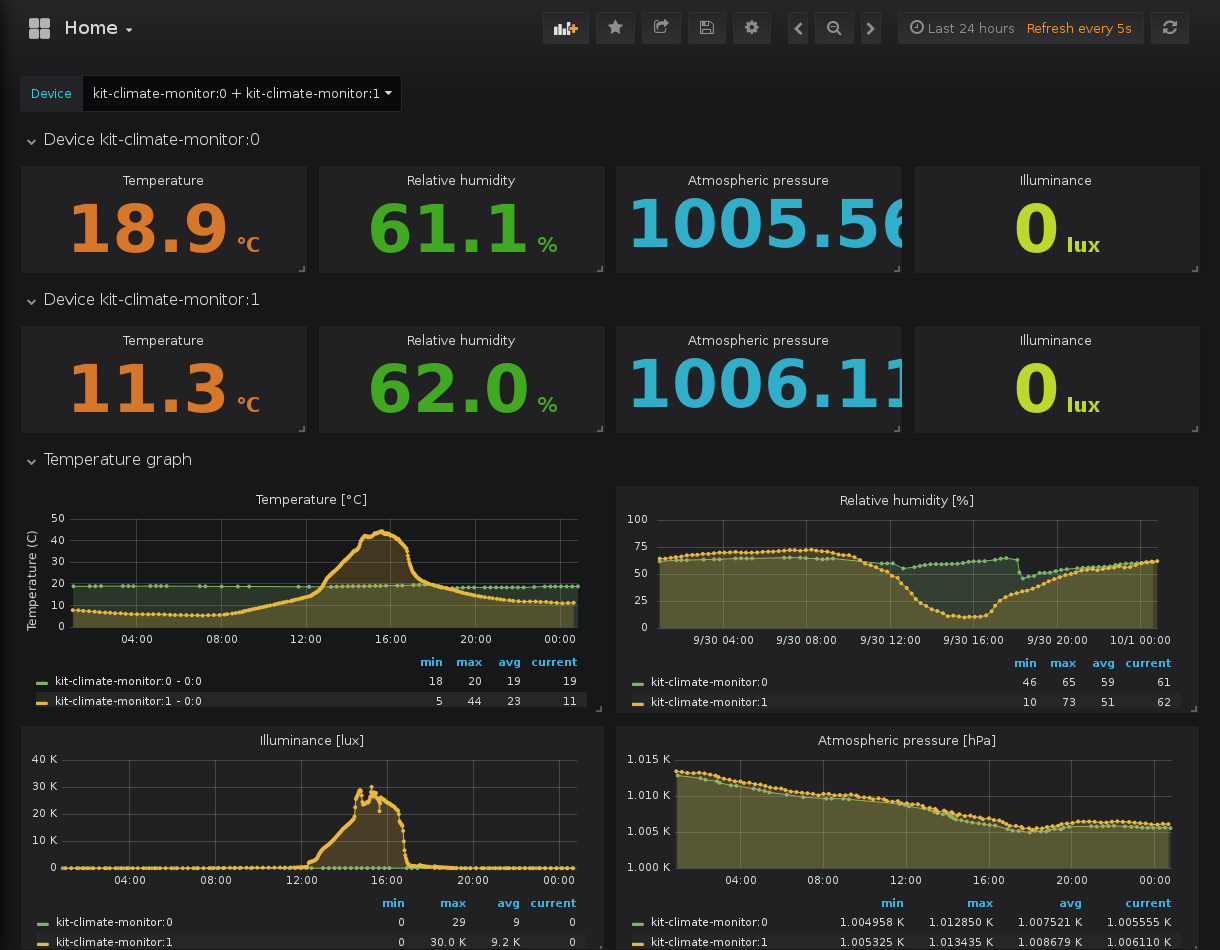 Home
Last 24 hours Refresh every 5s
Device kit-climate-monitor:0 + kit-climate-monitor:1
Device kit-climate-monitor:0
Temperature Relative humidity Atmospheric pressure Illuminance
18.9 °C 61.1 % 1005.56 0 lux
Device kit-climate-monitor:1
Temperature Relative humidity Atmospheric pressure Illuminance
11.3 °C 62.0 % 1006.11 0 lux
Temperature graph
Temperature [°C]
Temperature (C)
50
40
30
20
10
0
04:00 08:00 12:00 16:00 20:00 00:00
min max avg current
kit-climate-monitor:0 - 0:0 18 20 19 19
kit-climate-monitor:1 - 0:0 5 44 23 11
Relative humidity [%]
100
75
50
25
0
9/30 04:00 9/30 08:00 9/30 12:00 9/30 16:00 9/30 20:00 10/1 00:00
min max avg current
kit-climate-monitor:0 46 65 59 61
kit-climate-monitor:1 10 73 51 62
Illuminance [lux]
40 K
30 K
20 K
10 K
0
04:00 08:00 12:00 16:00 20:00 00:00
min max avg current
kit-climate-monitor:0 0 29 9 0
kit-climate-monitor:1 0 30.0 K 9.2 K 0
Atmospheric pressure [hPa]
1.015 K
1.010 K
1.005 K
1.000 K
04:00 08:00 12:00 16:00 20:00 00:00
min max avg current
kit-climate-monitor:0 1.004958 K 1.012850 K 1.007521 K 1.005555 K
kit-climate-monitor:1 1.005325 K 1.013435 K 1.008679 K 1.006110 K